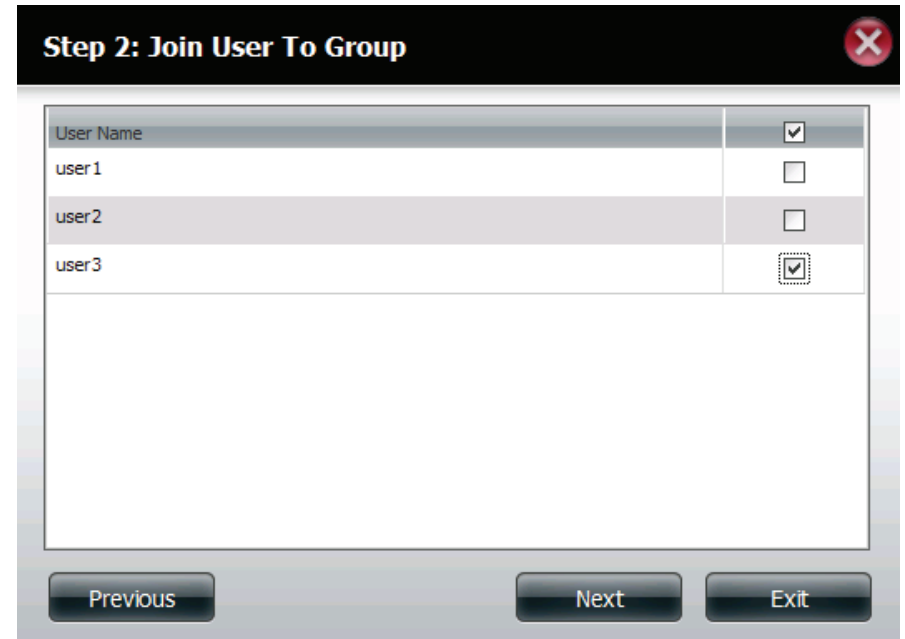 Step 2: Join User To Group
User Name
user1
user2
user3
Previous Next Exit